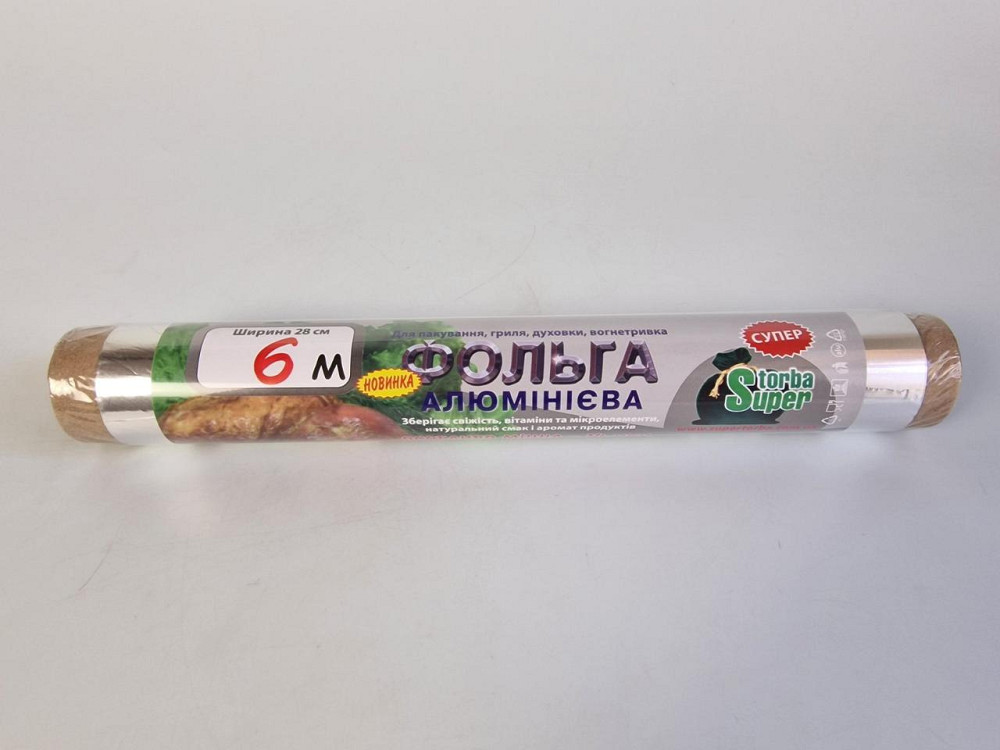 Ширина 28 см
6 м
НОВИНКА
Для пакування, гриля, духовки, вогнетривка
ФОЛЬГА
АЛЮМІНІЄВА
Зберігає свіжість, вітаміни та мікроелементи,
натуральний смак і аромат продуктів
СУПЕР
Storba
Super